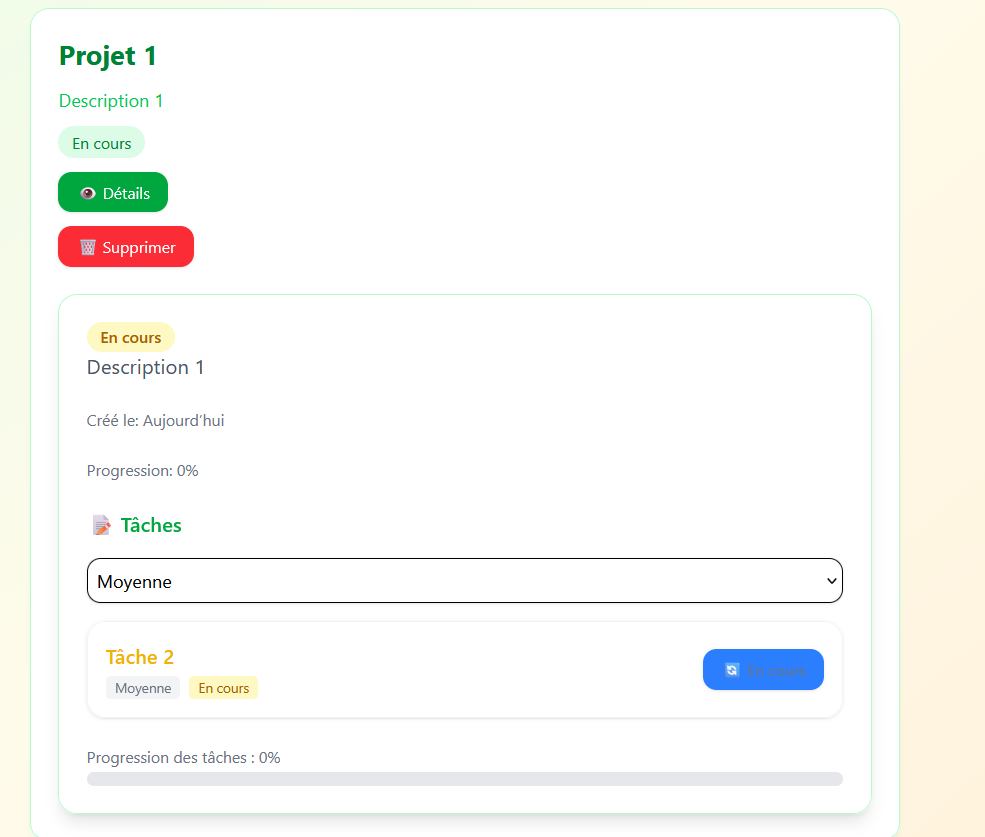 Projet 1
Description 1
En cours
Détails
Supprimer
En cours
Description 1
Créé le: Aujourd'hui
Progression: 0%
Tâches
Moyenne
Tâche 2
Moyenne En cours
En cours
Progression des tâches : 0%